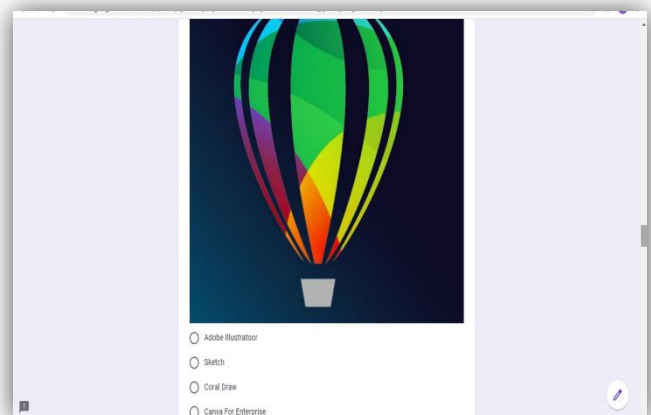 Adobe Illustratoor
Sketch
Coral Draw
Canva For Enterprise